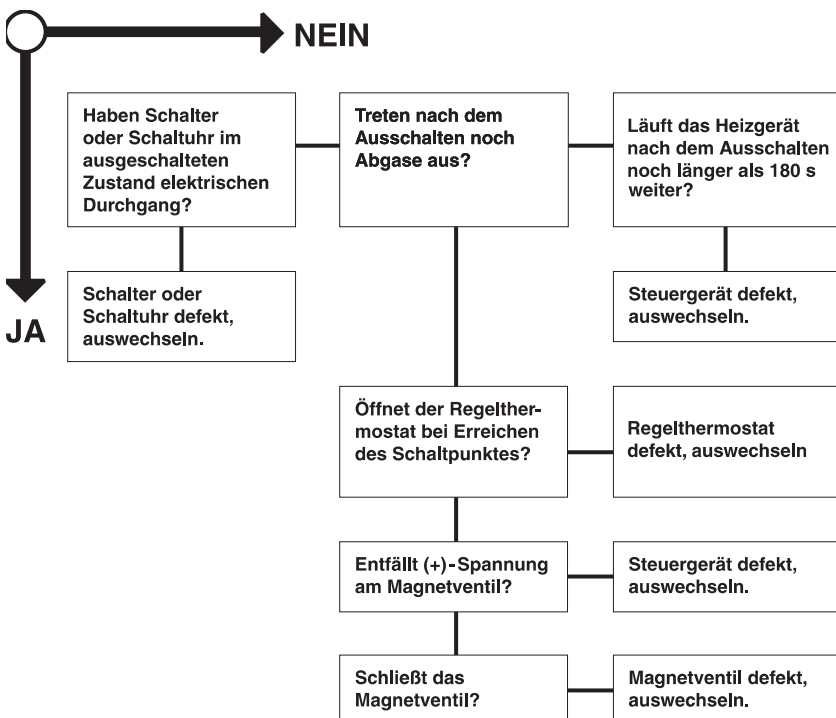 NEIN
JA
Haben Schalter
oder Schaltuhr im
ausgeschalteten
Zustand elektrischen
Durchgang?
Treten nach dem
Ausschalten noch
Abgase aus?
Läuft das Heizgerät
nach dem Ausschalten
noch länger als 180 s
weiter?
Schalter oder
Schaltuhr defekt,
auswechseln.
Steuergerät defekt,
auswechseln.
Öffnet der Regelther-
mostat bei Erreichen
des Schaltpunktes?
Regelthermostat
defekt, auswechseln
Entfällt (+)-Spannung
am Magnetventil?
Steuergerät defekt,
auswechseln.
Schließt das
Magnetventil?
Magnetventil defekt,
auswechseln.